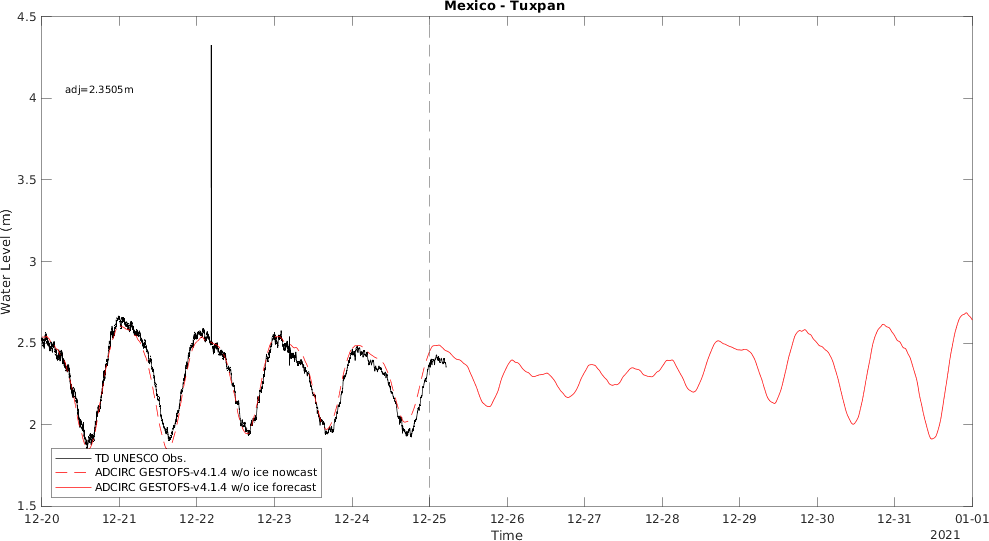 Mexico - Tuxpan
4.5
4
3.5
3
2.5
2
1.5
Water Level (m)
adj=2.3505m
TD UNESCO Obs.
ADCIRC GESTOFS-v4.1.4 w/o ice nowcast
ADCIRC GESTOFS-v4.1.4 w/o ice forecast
12-20 12-21 12-22 12-23 12-24 12-25 12-26 12-27 12-28 12-29 12-30 12-31 01-01
Time
2021